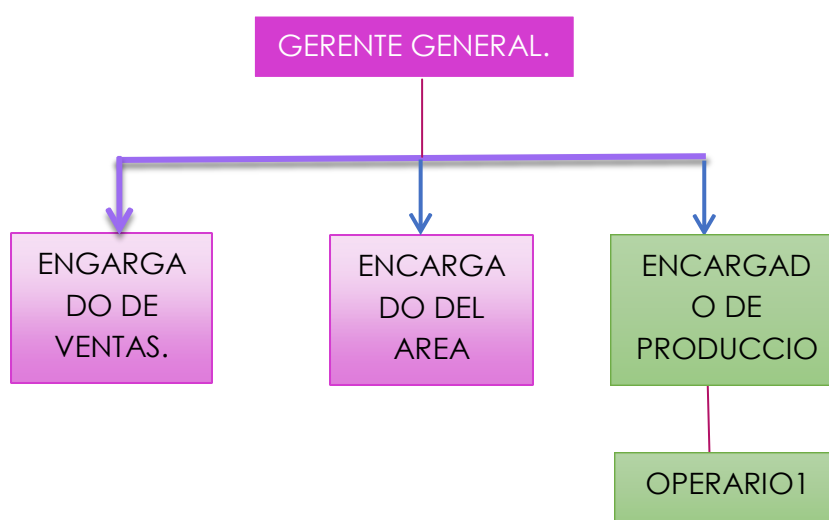 GERENTE GENERAL.
ENGARGA
DO DE
VENTAS.
ENCARGA
DO DEL
AREA
ENCARGAD
O DE
PRODUCCIO
OPERARIO1